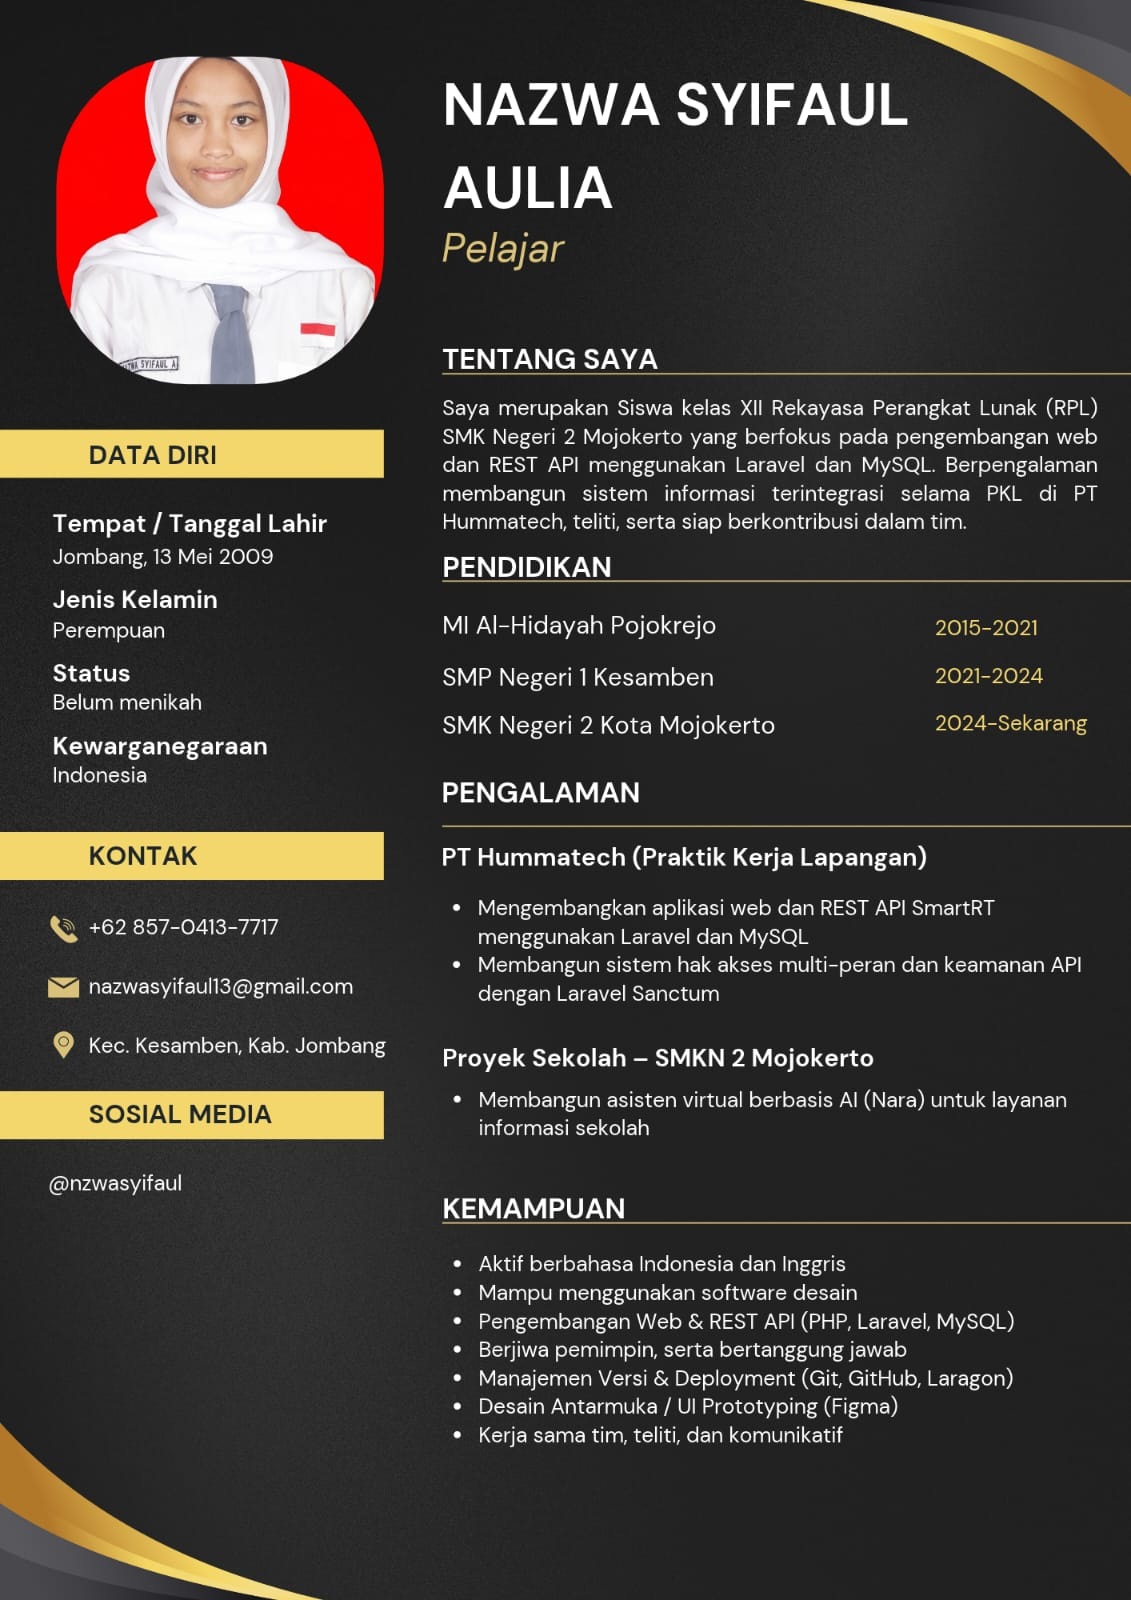 NAZWA SYIFAUL
AULIA
Pelajar
ZWA SYIFAUL A
DATA DIRI
Tempat / Tanggal Lahir
Jombang, 13 Mei 2009
Jenis Kelamin
Perempuan
Status
Belum menikah
Kewarganegaraan
Indonesia
KONTAK
+62 857-0413-7717
nazwasyifaul13@gmail.com
Kec. Kesamben, Kab. Jombang
SOSIAL MEDIA
@nzwasyifaul
TENTANG SAYA
Saya merupakan Siswa kelas XII Rekayasa Perangkat Lunak (RPL)
SMK Negeri 2 Mojokerto yang berfokus pada pengembangan web
dan REST API menggunakan Laravel dan MySQL. Berpengalaman
membangun sistem informasi terintegrasi selama PKL di PT
Hummatech, teliti, serta siap berkontribusi dalam tim.
PENDIDIKAN
MI Al-Hidayah Pojokrejo 2015-2021
SMP Negeri 1 Kesamben 2021-2024
SMK Negeri 2 Kota Mojokerto 2024-Sekarang
PENGALAMAN
PT Hummatech (Praktik Kerja Lapangan)
• Mengembangkan aplikasi web dan REST API SmartRT
menggunakan Laravel dan MySQL
• Membangun sistem hak akses multi-peran dan keamanan API
dengan Laravel Sanctum
Proyek Sekolah – SMKN 2 Mojokerto
• Membangun asisten virtual berbasis AI (Nara) untuk layanan
informasi sekolah
KEMAMPUAN
• Aktif berbahasa Indonesia dan Inggris
• Mampu menggunakan software desain
• Pengembangan Web & REST API (PHP, Laravel, MySQL)
• Berjiwa pemimpin, serta bertanggung jawab
• Manajemen Versi & Deployment (Git, GitHub, Laragon)
• Desain Antarmuka / UI Prototyping (Figma)
• Kerja sama tim, teliti, dan komunikatif